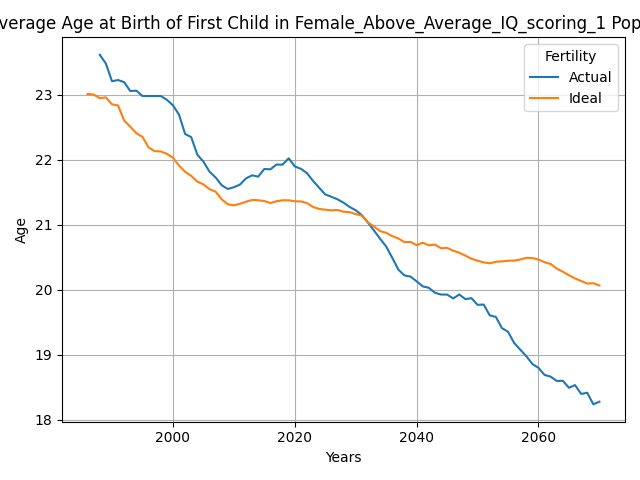 verage Age at Birth of First Child in Female_Above_Average_IQ_scoring_1 Pop
Fertility
Actual
Ideal
Age
23
22
21
20
19
18
2000
2020
2040
2060
Years